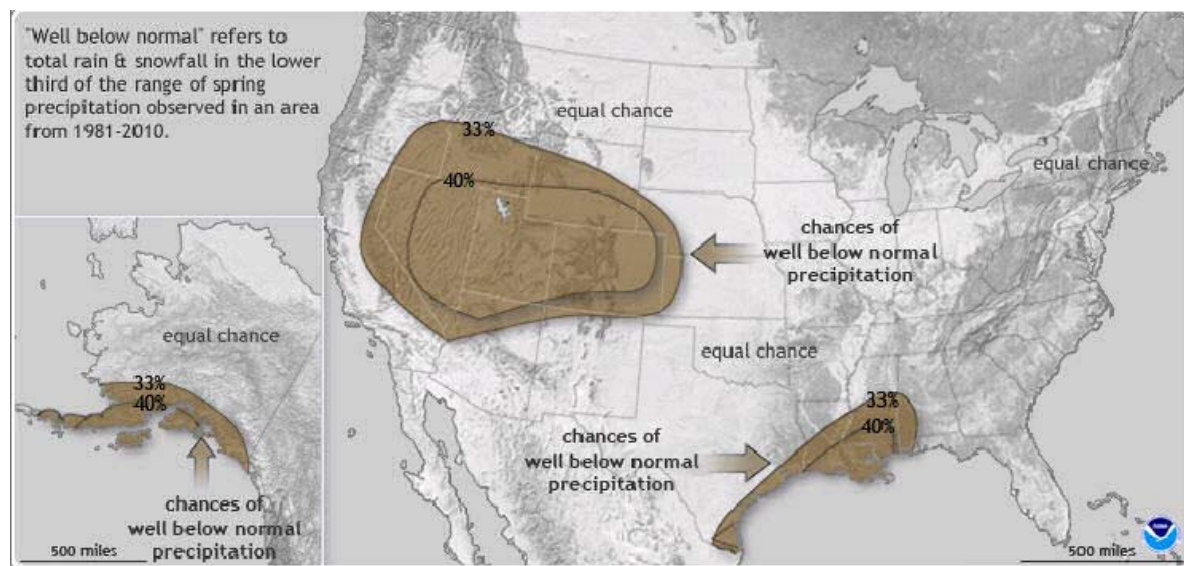 "Well below normal" refers to
total rain & snowfall in the lower
third of the range of spring
precipitation observed in an area
from 1981-2010.
equal chance
33%
equal chance
40%
chances of
well below normal
precipitation
equal chance
33%
40%
equal chance
33%
40%
chances of
well below normal
precipitation
chances of
well below normal
precipitation
500 miles
500 miles